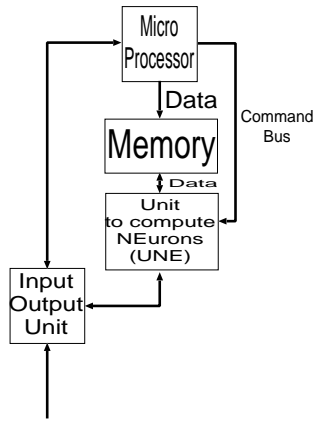 Micro
Processor
Data
Command
Bus
Memory
Data
Unit
to compute
NEurons
(UNE)
Input
Output
Unit